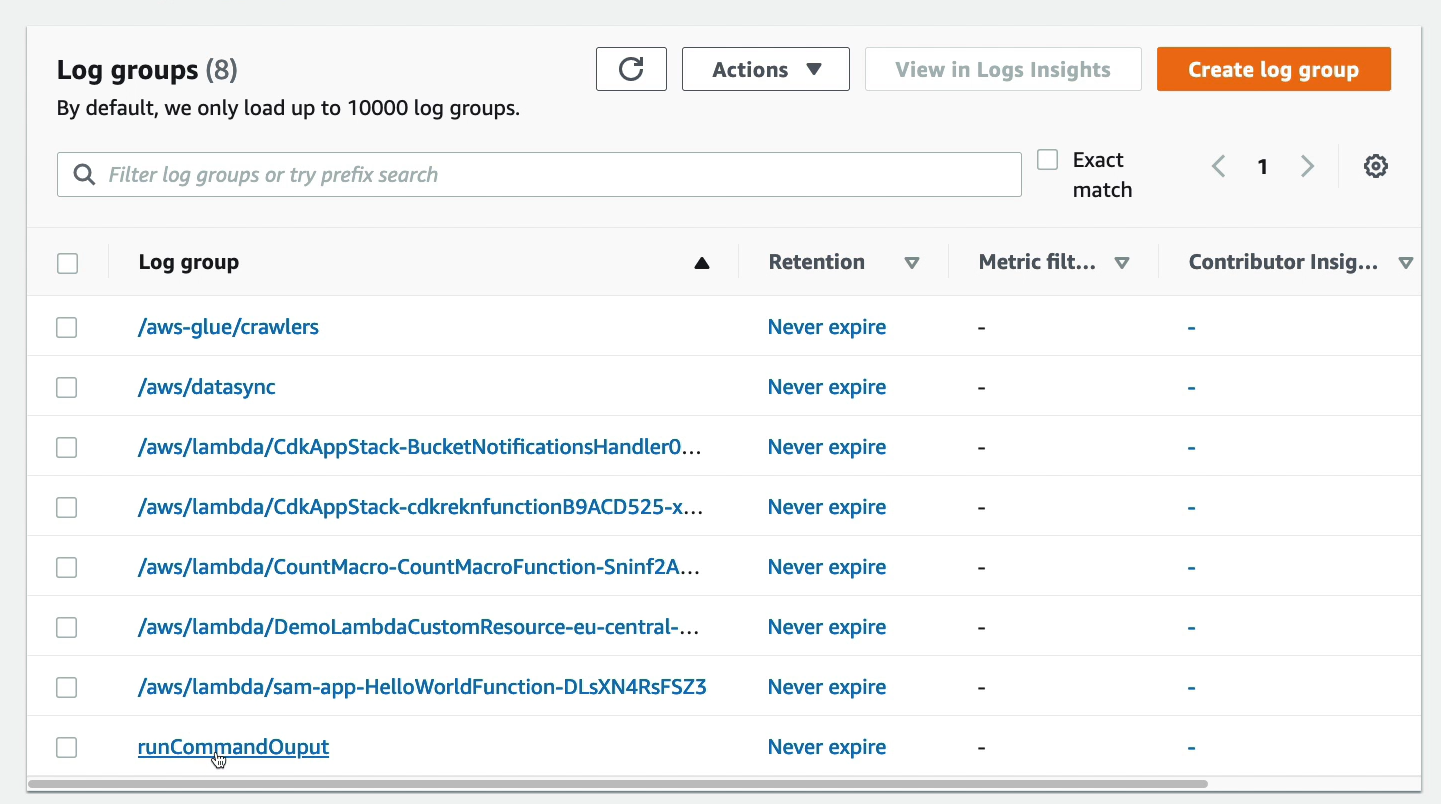 Log groups (8)
Actions
View in Logs Insights
Create log group
By default, we only load up to 10000 log groups.
Filter log groups or try prefix search
Exact
match
1
Log group
Retention
Metric filt...
Contributor Insig...
/aws-glue/crawlers Never expire - -
/aws/datasync Never expire - -
/aws/lambda/CdkAppStack-BucketNotificationsHandler0... Never expire - -
/aws/lambda/CdkAppStack-cdkreknfunctionB9ACD525-x... Never expire - -
/aws/lambda/CountMacro-CountMacroFunction-Sninf2A... Never expire - -
/aws/lambda/DemoLambdaCustomResource-eu-central-... Never expire - -
/aws/lambda/sam-app-HelloWorldFunction-DLsXN4RsFSZ3 Never expire - -
runCommandOuput Never expire - -